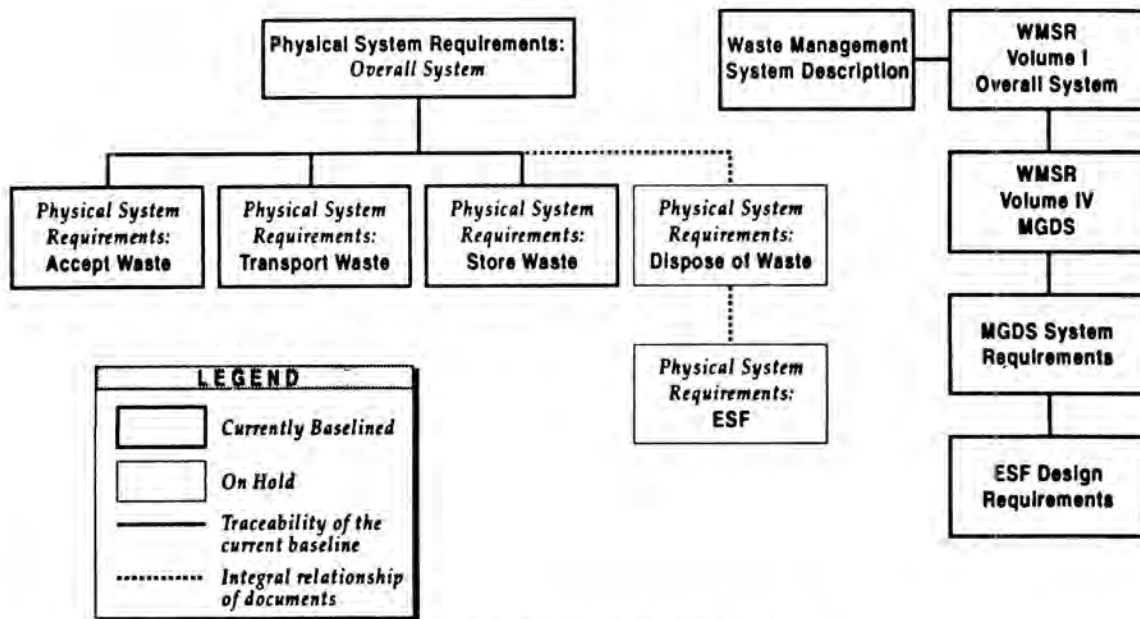 Physical System Requirements:
Overall System
Waste Management
System Description
WMSR
Volume I
Overall System
Physical System
Requirements:
Accept Waste
Physical System
Requirements:
Transport Waste
Physical System
Requirements:
Store Waste
Physical System
Requirements:
Dispose of Waste
WMSR
Volume IV
MGDS
Physical System
Requirements:
ESF
MGDS System
Requirements
ESF Design
Requirements
LEGEND
Currently Baselined
On Hold
Traceability of the
current baseline
Integral relationship
of documents